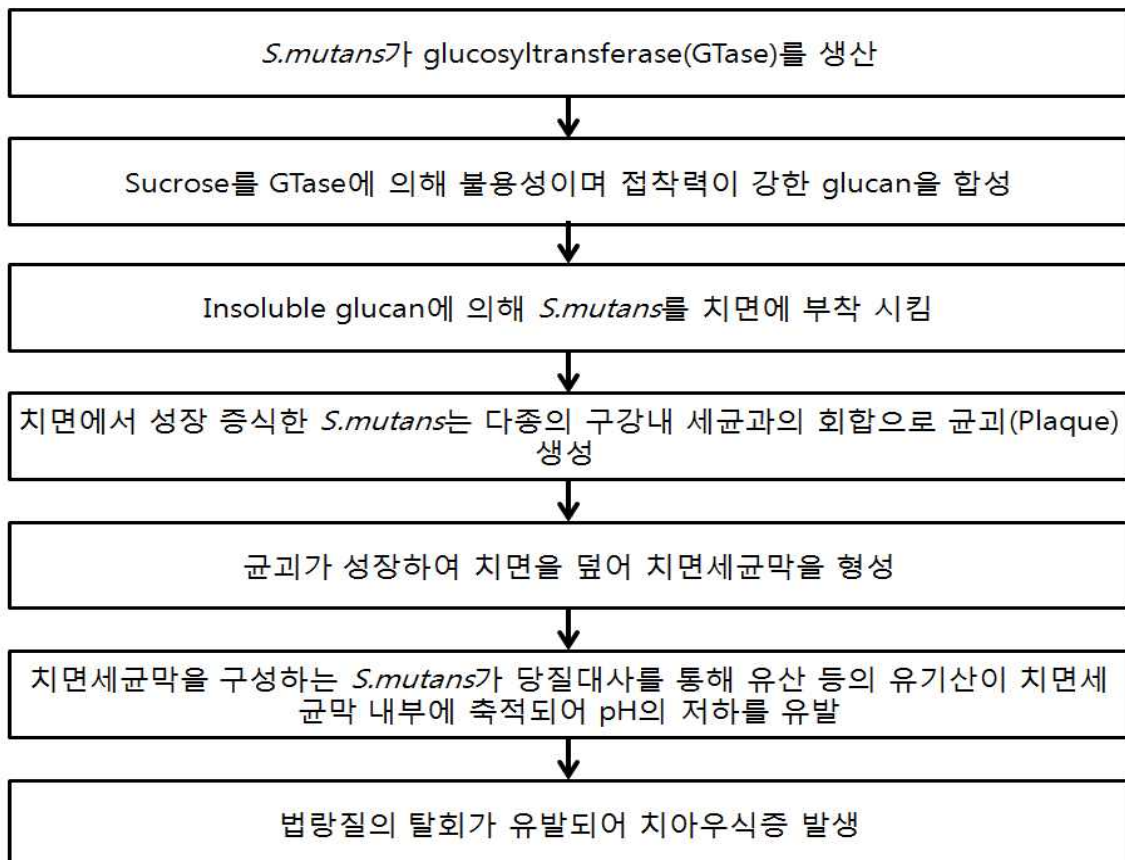 S.mutans가 glucosyltransferase(GTase)를 생산
Sucrose를 GTase에 의해 불용성이며 접착력이 강한 glucan을 합성
Insoluble glucan에 의해 S.mutans를 치면에 부착 시킴
치면에서 성장 증식한 S.mutans는 다종의 구강내 세균과의 회합으로 균괴(Plaque)
생성
균괴가 성장하여 치면을 덮어 치면세균막을 형성
치면세균막을 구성하는 S.mutans가 당질대사를 통해 유산 등의 유기산이 치면세
균막 내부에 축적되어 pH의 저하를 유발
법랑질의 탈회가 유발되어 치아우식증 발생